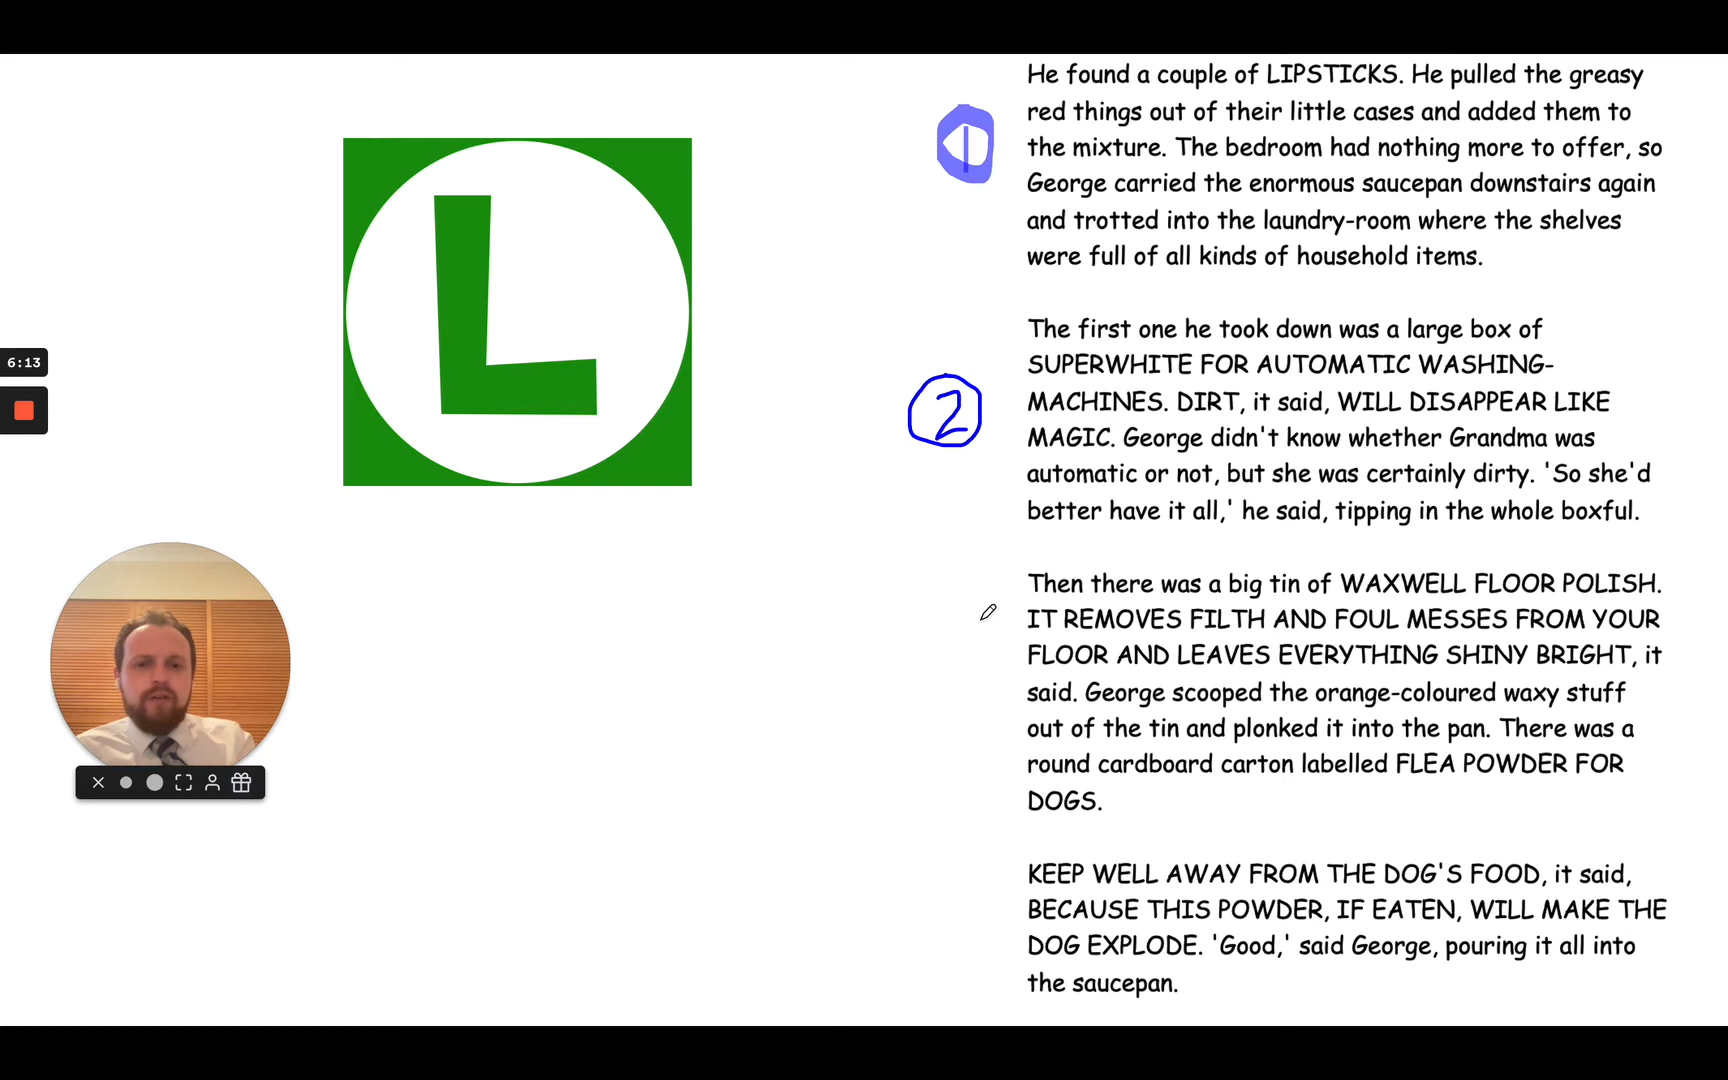 L
6:13
1
He found a couple of LIPSTICKS. He pulled the greasy
red things out of their little cases and added them to
the mixture. The bedroom had nothing more to offer, so
George carried the enormous saucepan downstairs again
and trotted into the laundry-room where the shelves
were full of all kinds of household items.
2
The first one he took down was a large box of
SUPERWHITE FOR AUTOMATIC WASHING-
MACHINES. DIRT, it said, WILL DISAPPEAR LIKE
MAGIC. George didn't know whether Grandma was
automatic or not, but she was certainly dirty. 'So she'd
better have it all,' he said, tipping in the whole boxful.
Then there was a big tin of WAXWELL FLOOR POLISH.
IT REMOVES FILTH AND FOUL MESSES FROM YOUR
FLOOR AND LEAVES EVERYTHING SHINY BRIGHT, it
said. George scooped the orange-coloured waxy stuff
out of the tin and plonked it into the pan. There was a
round cardboard carton labelled FLEA POWDER FOR
DOGS.
KEEP WELL AWAY FROM THE DOG'S FOOD, it said,
BECAUSE THIS POWDER, IF EATEN, WILL MAKE THE
DOG EXPLODE. 'Good,' said George, pouring it all into
the saucepan.